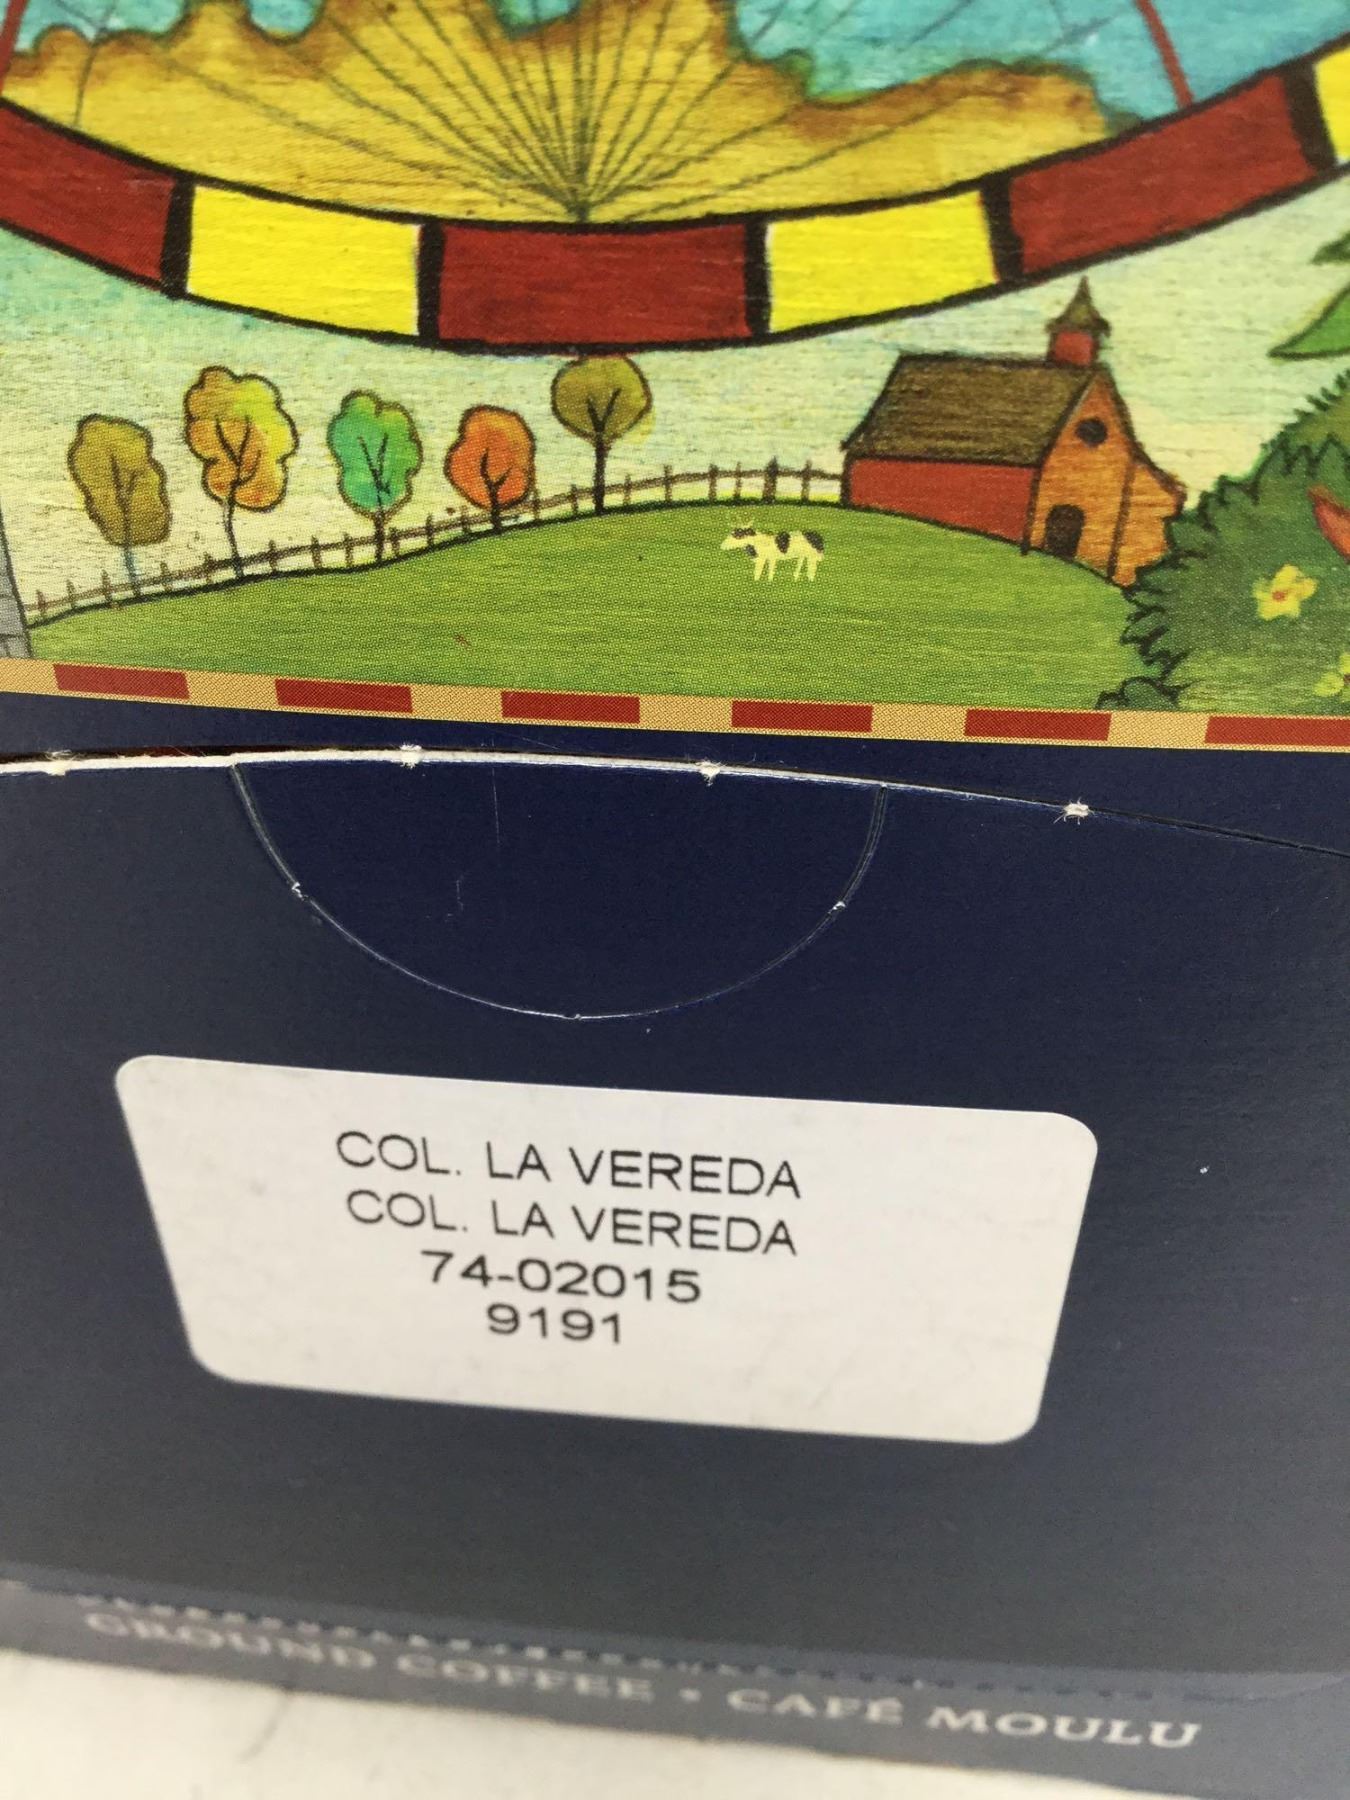 COL. LA VEREDA
COL. LA VEREDA
74-02015
9191
GROUND COFFEE • CAFÉ MOULU